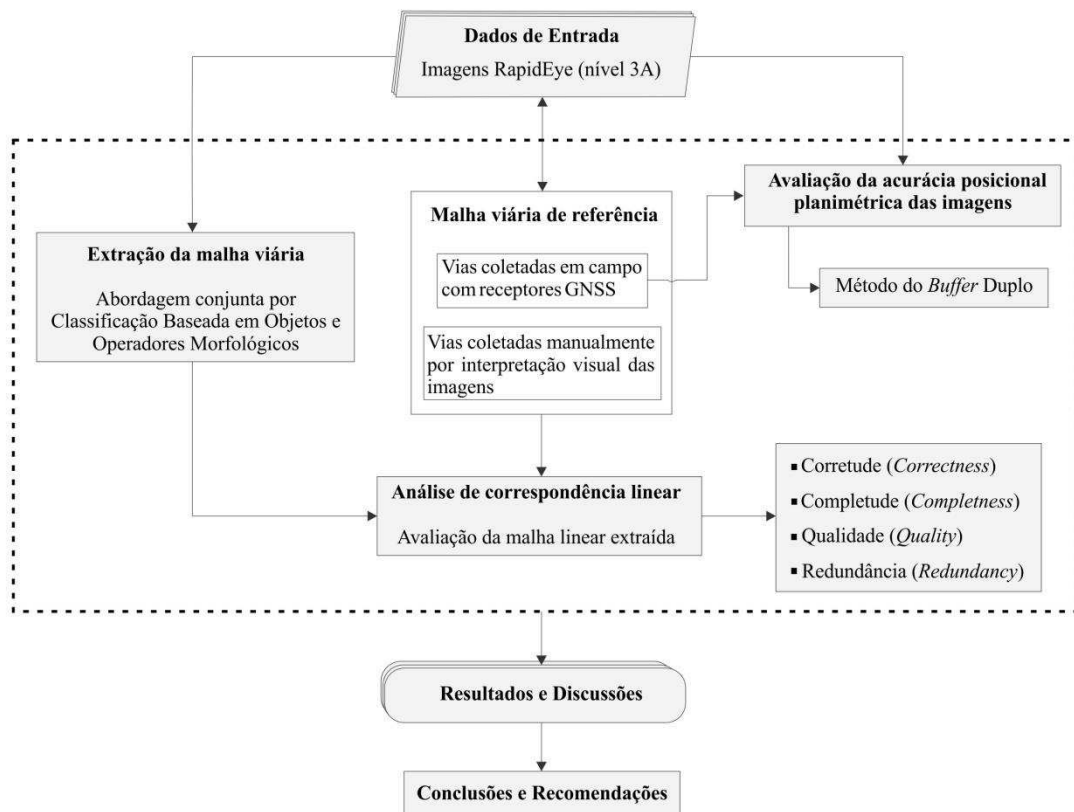 Dados de Entrada
Imagens RapidEye (nível 3A)
Avaliação da acurácia posicional
planimétrica das imagens
Método do Buffer Duplo
Malha viária de referência
Vias coletadas em campo
com receptores GNSS
Vias coletadas manualmente
por interpretação visual das
imagens
Extração da malha viária
Abordagem conjunta por
Classificação Baseada em Objetos e
Operadores Morfológicos
Análise de correspondência linear
Avaliação da malha linear extraída
▪ Corretude (Correctness)
▪ Completude (Completness)
▪ Qualidade (Quality)
▪ Redundância (Redundancy)
Resultados e Discussões
Conclusões e Recomendações